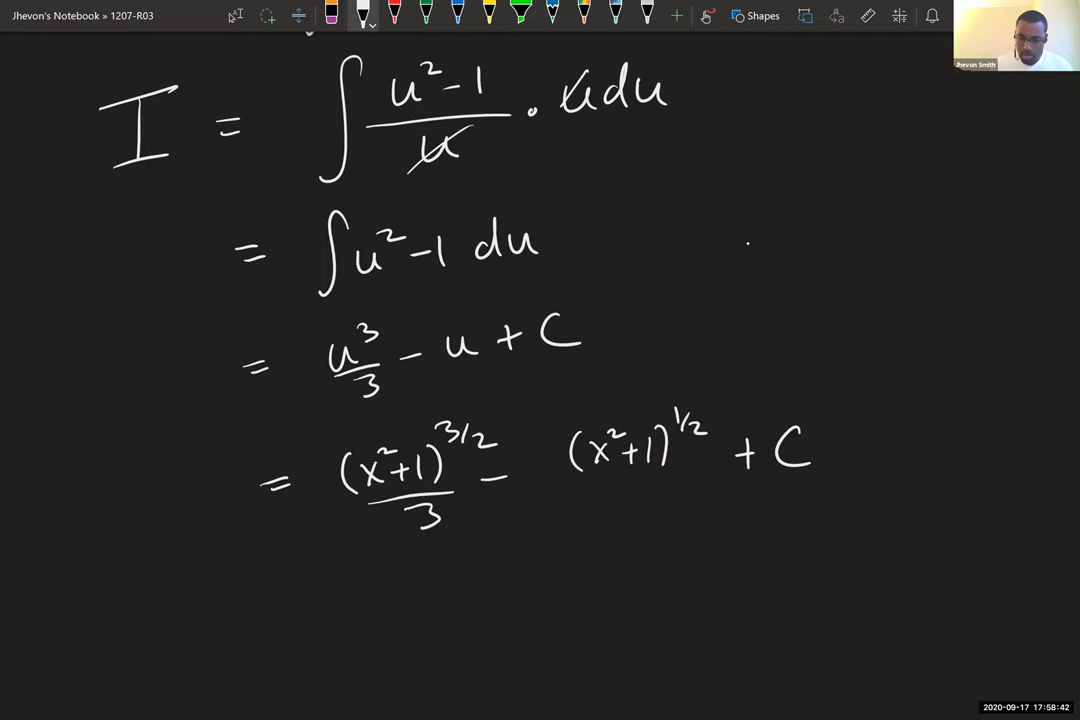 Jhevon's Notebook » 1207-R03
Shapes
Jhevon Smith
I = ∫ (u² - 1)/u · u du
= ∫ u² - 1 du
= u³/3 - u + C
= (x² + 1)^(3/2)/3 - (x² + 1)^(1/2) + C
2020-09-17 17:58:42